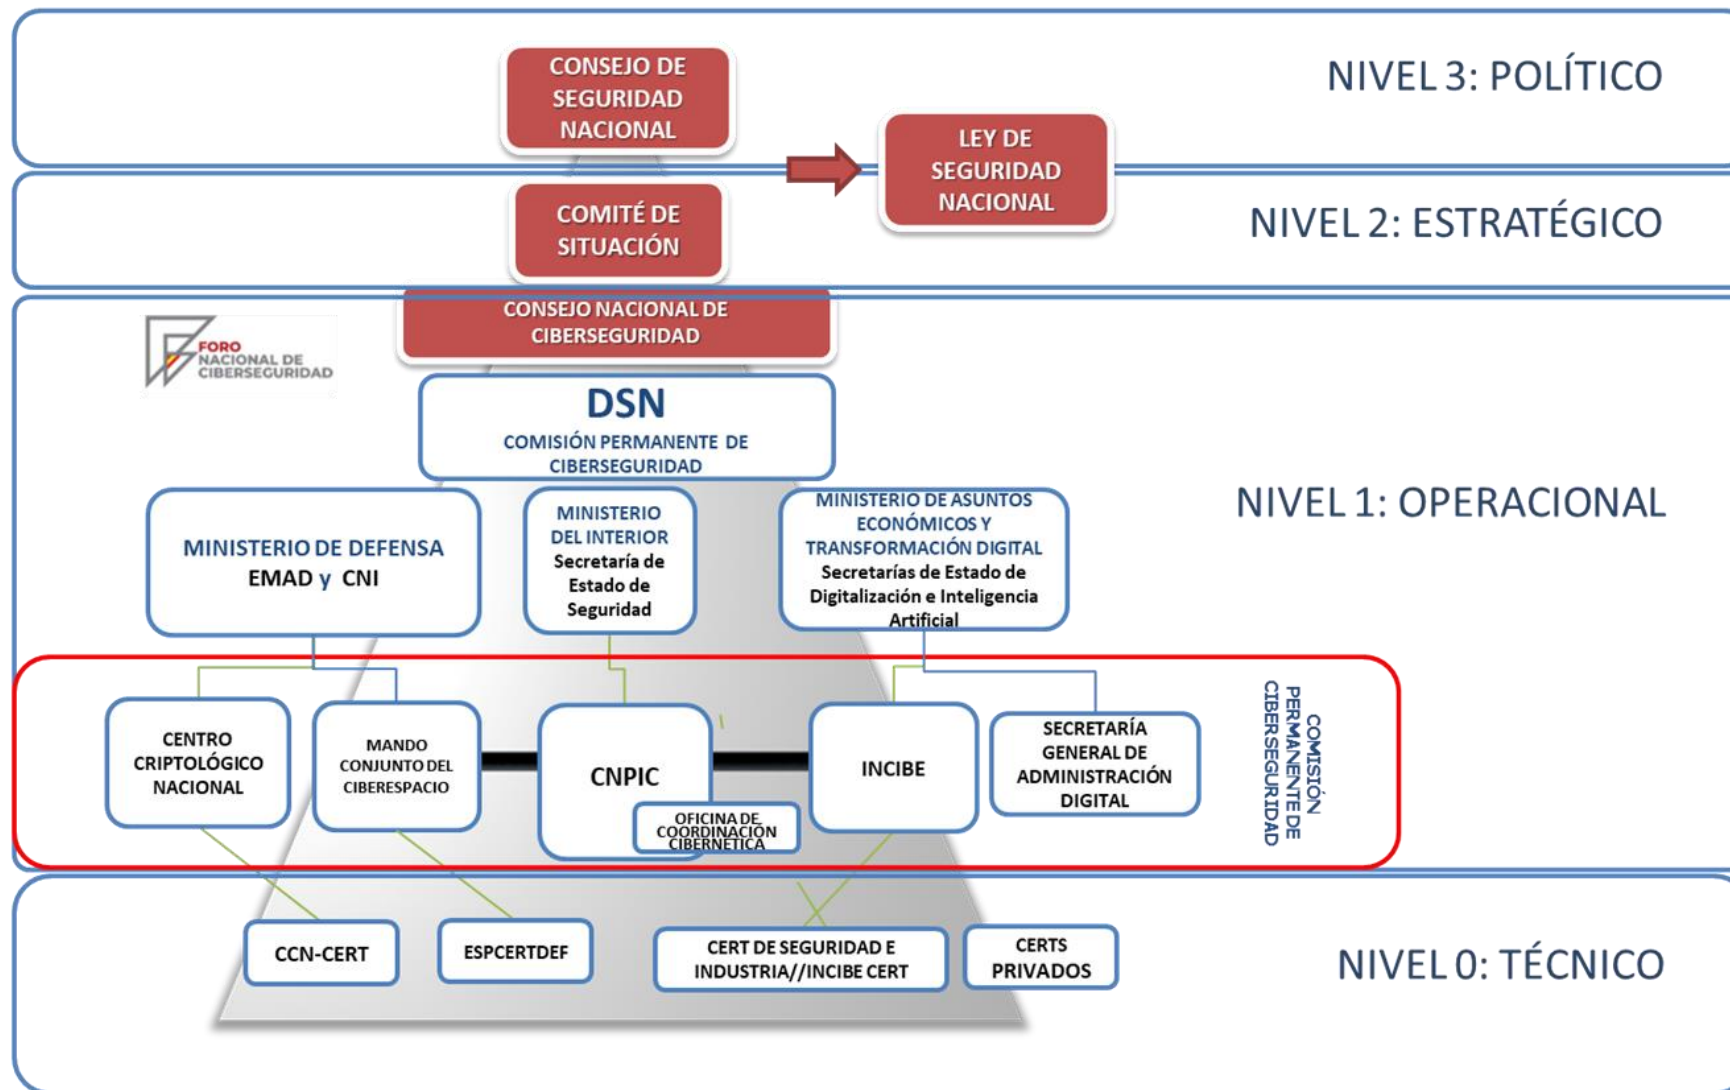 CONSEJO DE
SEGURIDAD
NACIONAL
NIVEL 3: POLÍTICO
LEY DE
SEGURIDAD
NACIONAL
COMITÉ DE
SITUACIÓN
NIVEL 2: ESTRATÉGICO
CONSEJO NACIONAL DE
CIBERSEGURIDAD
FORO
NACIONAL DE
CIBERSEGURIDAD
DSN
COMISIÓN PERMANENTE DE
CIBERSEGURIDAD
NIVEL 1: OPERACIONAL
MINISTERIO DE DEFENSA
EMAD y CNI
MINISTERIO
DEL INTERIOR
Secretaría de
Estado de
Seguridad
MINISTERIO DE ASUNTOS
ECONÓMICOS Y
TRANSFORMACIÓN DIGITAL
Secretarías de Estado de
Digitalización e Inteligencia
Artificial
CENTRO
CRIPTOLÓGICO
NACIONAL
MANDO
CONJUNTO DEL
CIBERESPACIO
CNPIC
OFICINA DE
COORDINACIÓN
CIBERNÉTICA
INCIBE
SECRETARÍA
GENERAL DE
ADMINISTRACIÓN
DIGITAL
COMISIÓN
PERMANENTE DE
CIBERSEGURIDAD
CCN-CERT
ESPCERTDEF
CERT DE SEGURIDAD E
INDUSTRIA//INCIBE CERT
CERTS
PRIVADOS
NIVEL 0: TÉCNICO